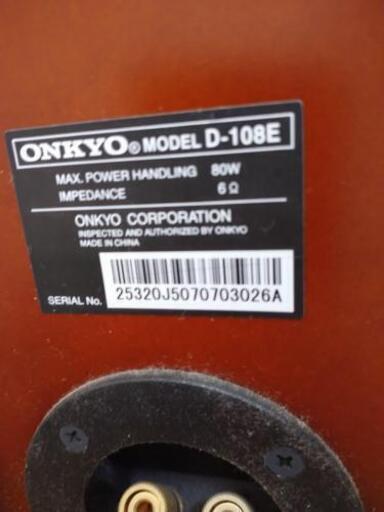 ONKYO® MODEL D-108E
MAX. POWER HANDLING 80W
IMPEDANCE 6Ω
ONKYO CORPORATION
INSPECTED AND AUTHORIZED BY ONKYO
MADE IN CHINA
SERIAL No. 25320J5070703026A